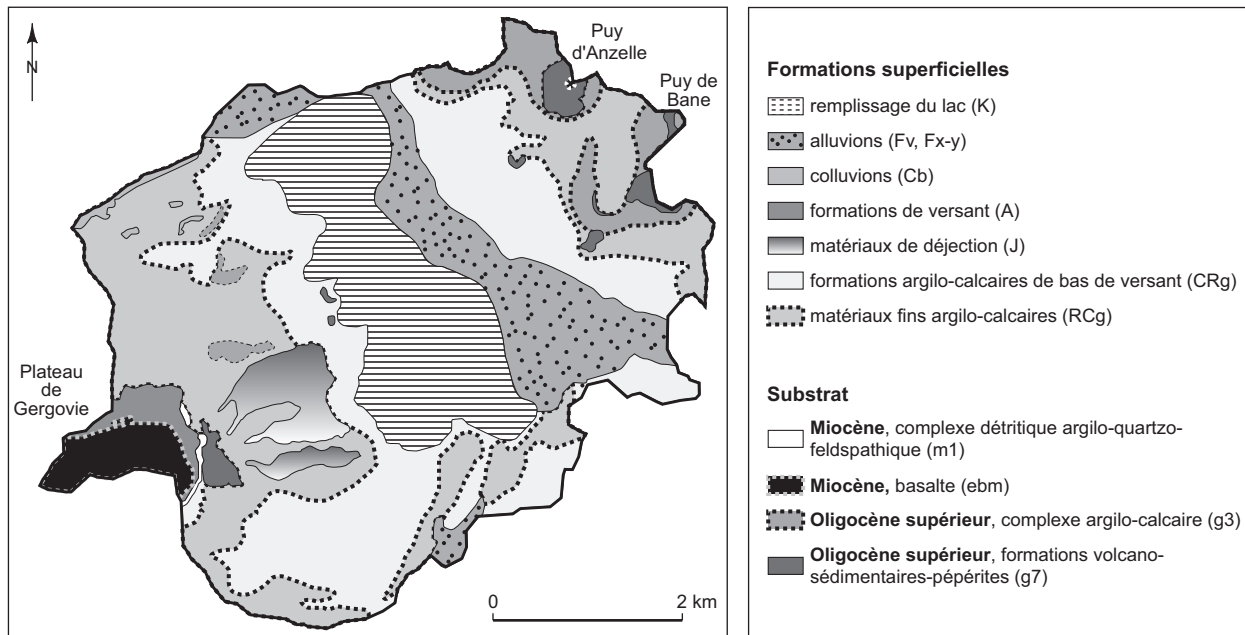 N
Puy
d'Anzelle
Puy de
Bane
Plateau
de
Gergovie
0
2 km
Formations superficielles
remplissage du lac (K)
alluvions (Fv, Fx-y)
colluvions (Cb)
formations de versant (A)
matériaux de déjection (J)
formations argilo-calcaires de bas de versant (CRg)
matériaux fins argilo-calcaires (RCg)
Substrat
Miocène, complexe détritique argilo-quartzo-
feldspathique (m1)
Miocène, basalte (ebm)
Oligocène supérieur, complexe argilo-calcaire (g3)
Oligocène supérieur, formations volcano-
sédimentaires-pépérites (g7)